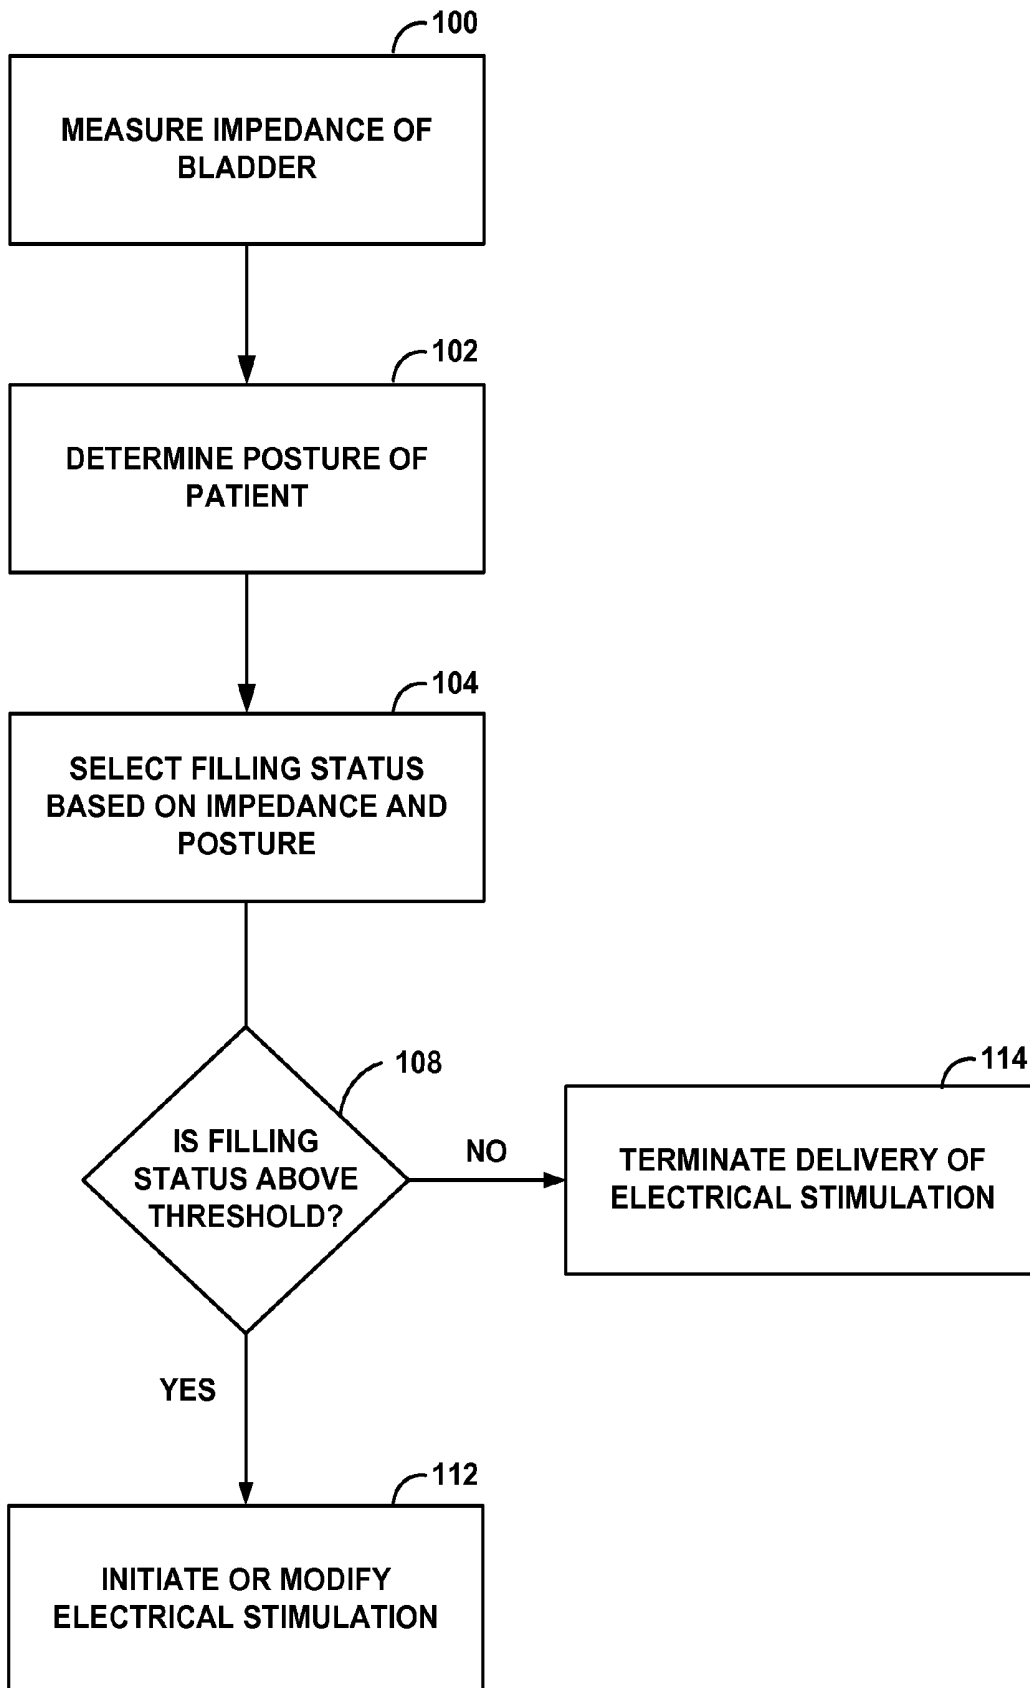 100
MEASURE IMPEDANCE OF
BLADDER
102
DETERMINE POSTURE OF
PATIENT
104
SELECT FILLING STATUS
BASED ON IMPEDANCE AND
POSTURE
108
IS FILLING
STATUS ABOVE
THRESHOLD?
NO
114
TERMINATE DELIVERY OF
ELECTRICAL STIMULATION
YES
112
INITIATE OR MODIFY
ELECTRICAL STIMULATION